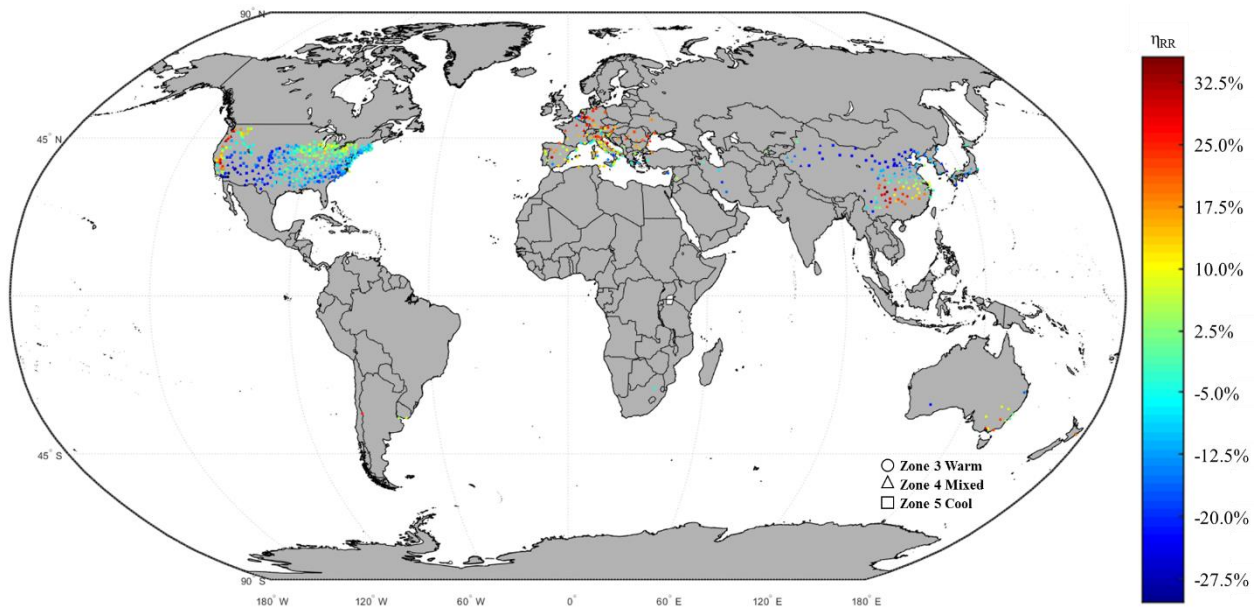 90° N
η_RR
32.5%
45° N
25.0%
17.5%
10.0%
2.5%
-5.0%
45° S
-12.5%
Zone 3 Warm
Zone 4 Mixed
Zone 5 Cool
-20.0%
90° S
-27.5%
180° W
120° W
60° W
0°
60° E
120° E
180° E